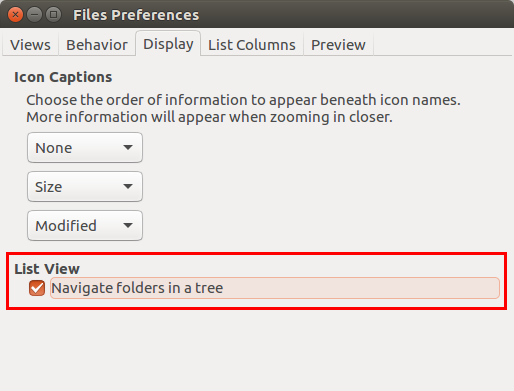 Files Preferences
Views Behavior Display List Columns Preview
Icon Captions
Choose the order of information to appear beneath icon names.
More information will appear when zooming in closer.
None
Size
Modified
List View
Navigate folders in a tree